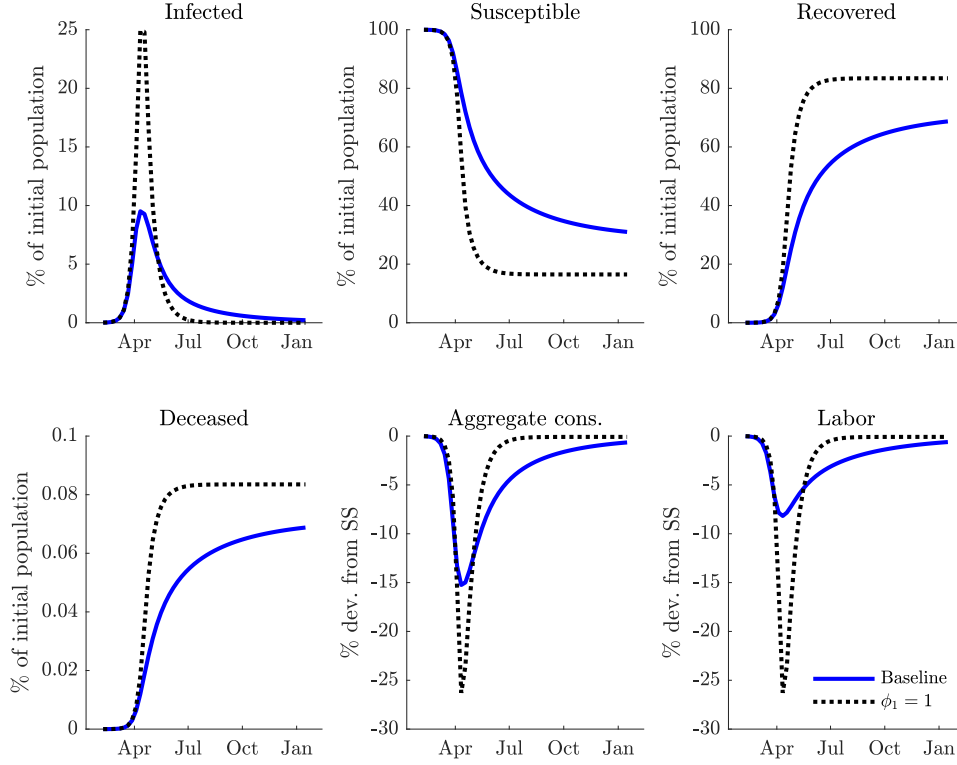 Infected
% of initial population
25
20
15
10
5
0
Apr Jul Oct Jan
Susceptible
% of initial population
100
80
60
40
20
0
Apr Jul Oct Jan
Recovered
% of initial population
100
80
60
40
20
0
Apr Jul Oct Jan
Deceased
% of initial population
0.1
0.08
0.06
0.04
0.02
0
Apr Jul Oct Jan
Aggregate cons.
% dev. from SS
0
-5
-10
-15
-20
-25
-30
Apr Jul Oct Jan
Labor
% dev. from SS
0
-5
-10
-15
-20
-25
-30
Apr Jul Oct Jan
Baseline
ϕ₁ = 1